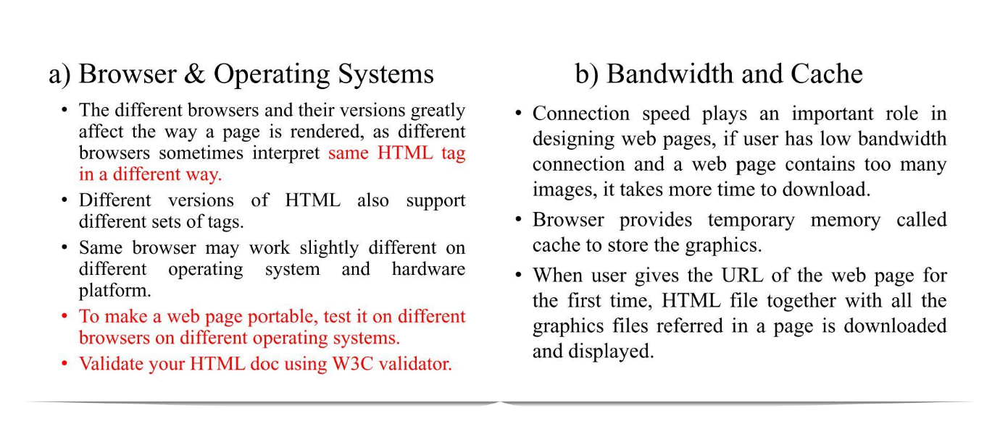 a) Browser & Operating Systems
• The different browsers and their versions greatly
affect the way a page is rendered, as different
browsers sometimes interpret same HTML tag
in a different way.
• Different versions of HTML also support
different sets of tags.
• Same browser may work slightly different on
different operating system and hardware
platform.
• To make a web page portable, test it on different
browsers on different operating systems.
• Validate your HTML doc using W3C validator.
b) Bandwidth and Cache
• Connection speed plays an important role in
designing web pages, if user has low bandwidth
connection and a web page contains too many
images, it takes more time to download.
• Browser provides temporary memory called
cache to store the graphics.
• When user gives the URL of the web page for
the first time, HTML file together with all the
graphics files referred in a page is downloaded
and displayed.